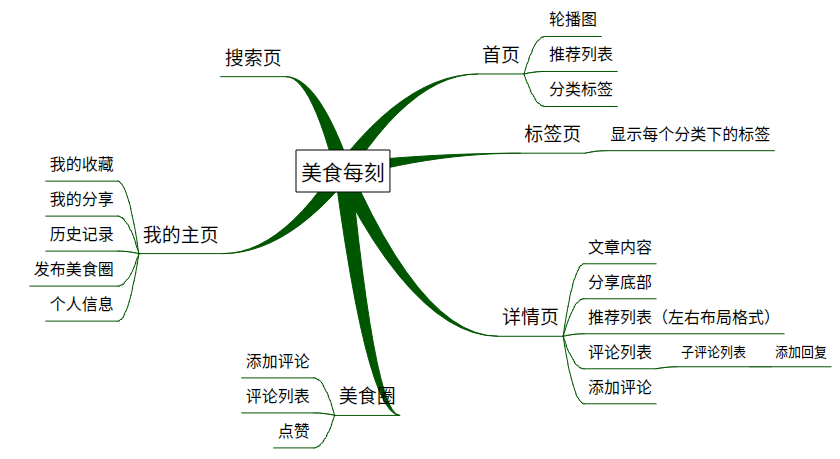 美食每刻
首页
轮播图
推荐列表
分类标签
标签页
显示每个分类下的标签
详情页
文章内容
分享底部
推荐列表（左右布局格式）
评论列表
子评论列表
添加回复
添加评论
美食圈
添加评论
评论列表
点赞
我的主页
我的收藏
我的分享
历史记录
发布美食圈
个人信息
搜索页